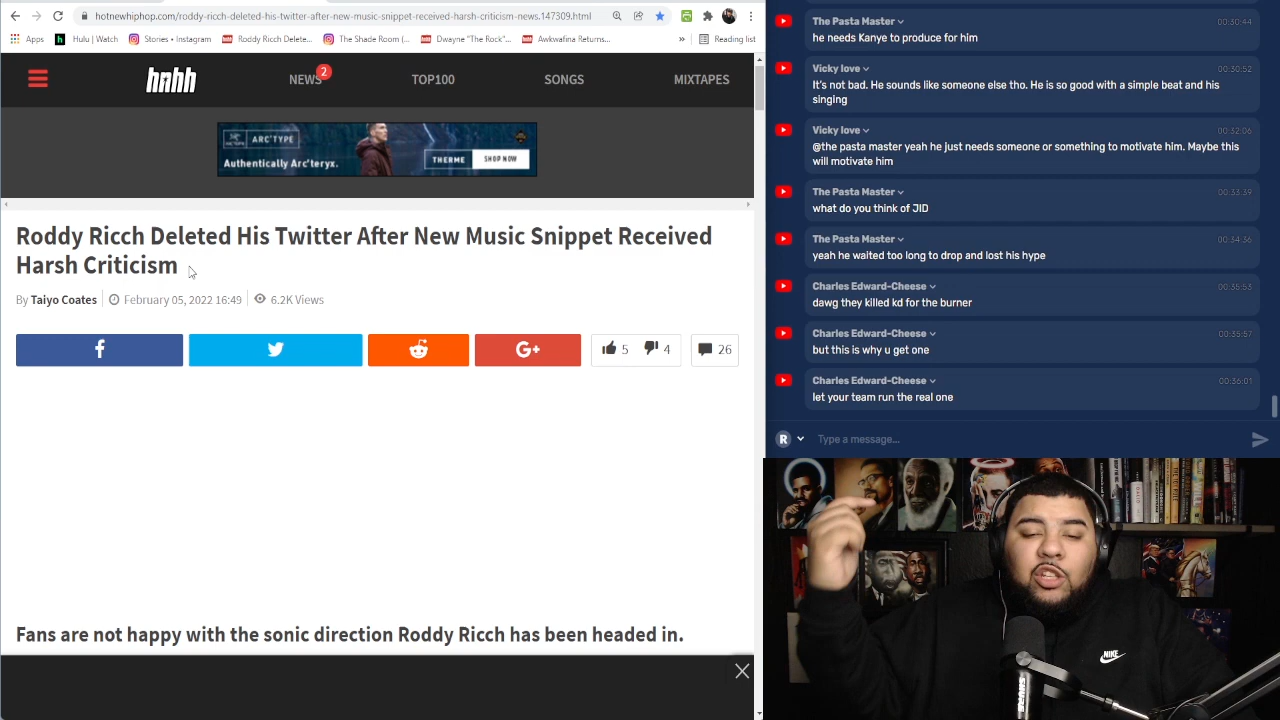 hotnewhiphop.com/roddy-ricch-deleted-his-twitter-after-new-music-snippet-received-harsh-criticism-news.147309.html
Apps
Hulu | Watch
Stories • Instagram
Roddy Ricch Delete...
The Shade Room (...
Dwayne "The Rock"...
Awkwafina Returns...
»
Reading list
hnhh
NEWS
2
TOP100
SONGS
MIXTAPES
ARC'TYPE
Authentically Arc'teryx.
THERME
SHOP NOW
Roddy Ricch Deleted His Twitter After New Music Snippet Received
Harsh Criticism
By Taiyo Coates
February 05, 2022 16:49
6.2K Views
f
G+
5
4
26
Fans are not happy with the sonic direction Roddy Ricch has been headed in.
The Pasta Master
00:30:44
he needs Kanye to produce for him
Vicky love
00:30:52
It's not bad. He sounds like someone else tho. He is so good with a simple beat and his
singing
Vicky love
00:32:06
@the pasta master yeah he just needs someone or something to motivate him. Maybe this
will motivate him
The Pasta Master
00:33:39
what do you think of JID
The Pasta Master
00:34:36
yeah he waited too long to drop and lost his hype
Charles Edward-Cheese
00:35:53
dawg they killed kd for the burner
Charles Edward-Cheese
00:35:57
but this is why u get one
Charles Edward-Cheese
00:36:01
let your team run the real one
R
Type a message...
NIKE
SHURE